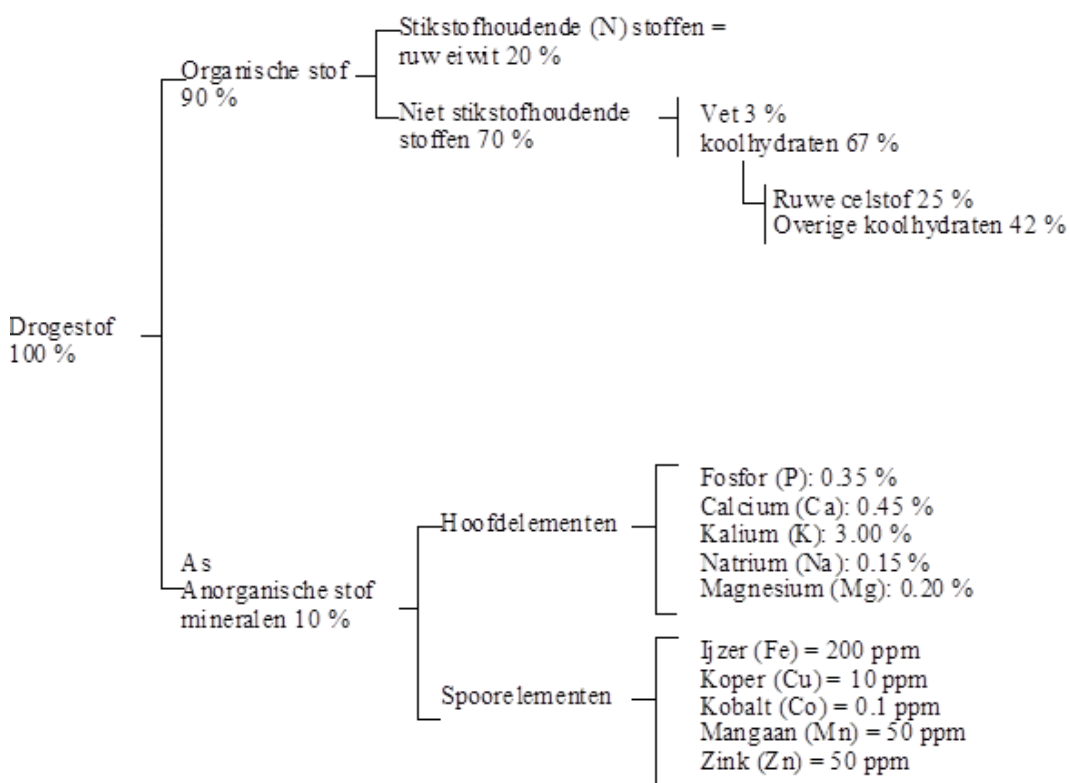 Stikstofhoudende (N) stoffen =
ruw eiwit 20 %
Organische stof
90 %
Niet stikstofhoudende
stoffen 70 %
Vet 3 %
koolhydraten 67 %
Ruwe celstof 25 %
Overige koolhydraten 42 %
Drogestof
100 %
As
Anorganische stof
mineralen 10 %
Hoofdelementen
Fosfor (P): 0.35 %
Calcium (Ca): 0.45 %
Kalium (K): 3.00 %
Natrium (Na): 0.15 %
Magnesium (Mg): 0.20 %
Spoorelementen
Ijzer (Fe) = 200 ppm
Koper (Cu) = 10 ppm
Kobalt (Co) = 0.1 ppm
Mangaan (Mn) = 50 ppm
Zink (Zn) = 50 ppm